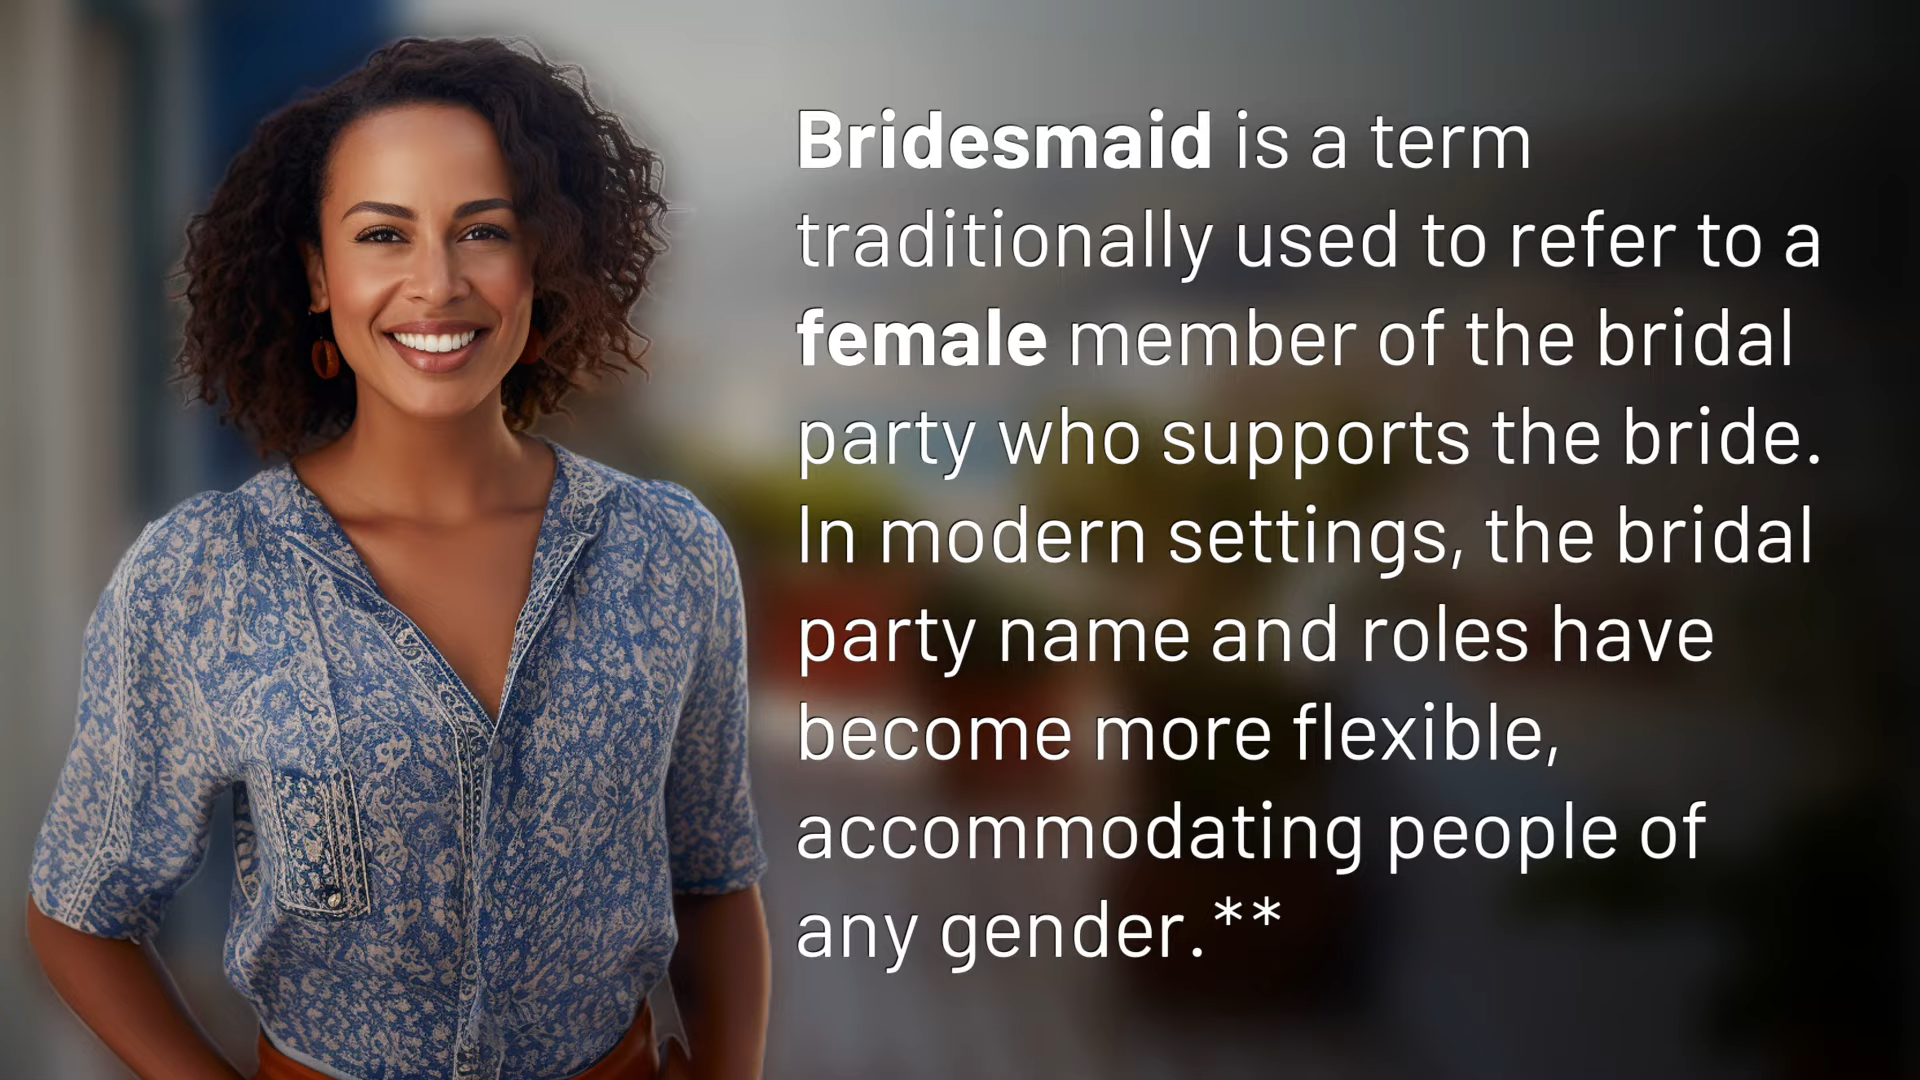 Bridesmaid is a term
traditionally used to refer to a
female member of the bridal
party who supports the bride.
In modern settings, the bridal
party name and roles have
become more flexible,
accommodating people of
any gender.**